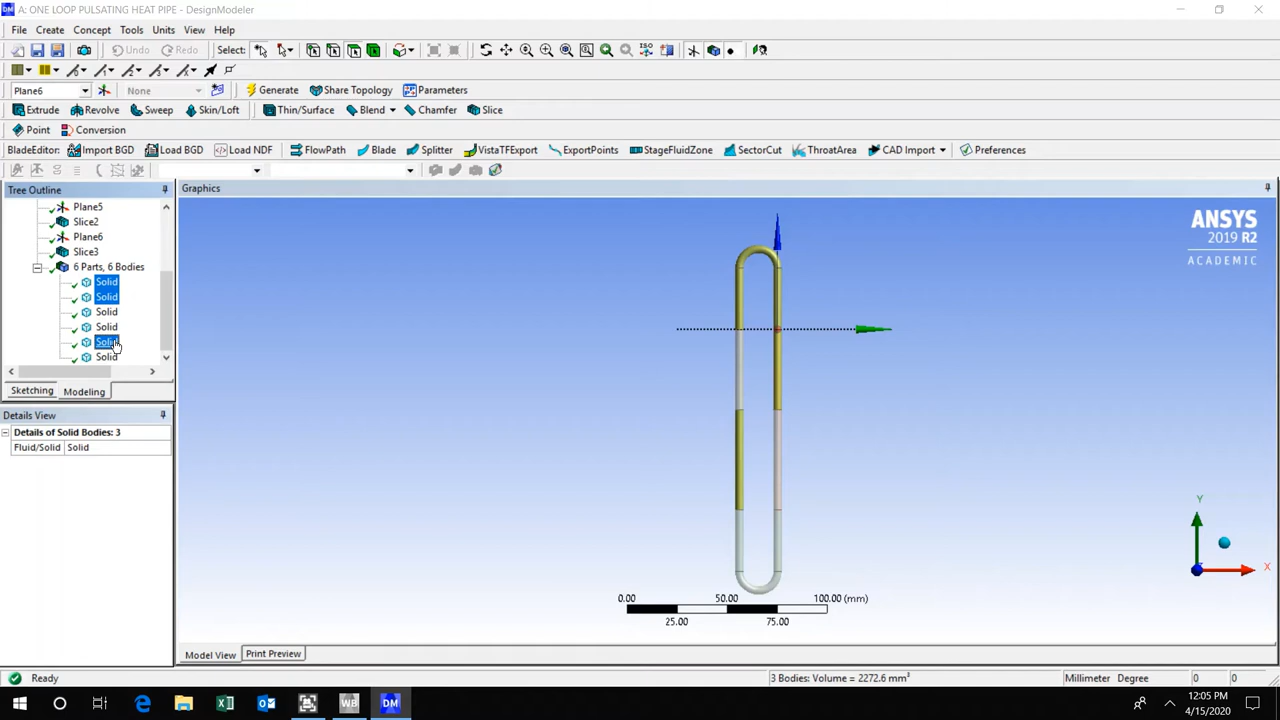 A: ONE LOOP PULSATING HEAT PIPE - DesignModeler
File Create Concept Tools Units View Help
Undo Redo Select:
Plane6 None Generate Share Topology Parameters
Extrude Revolve Sweep Skin/Loft Thin/Surface Blend Chamfer Slice
Point Conversion
BladeEditor: Import BGD Load BGD Load NDF FlowPath Blade Splitter VistaTFExport ExportPoints StageFluidZone SectorCut ThroatArea CAD Import Preferences
Tree Outline
Graphics
Plane5
Slice2
Plane6
Slice3
6 Parts, 6 Bodies
Solid
Solid
Solid
Solid
Solid
Solid
Sketching Modeling
Details View
Details of Solid Bodies: 3
Fluid/Solid Solid
ANSYS
2019 R2
ACADEMIC
Y
X
0.00 50.00 100.00 (mm)
25.00 75.00
Model View Print Preview
Ready 3 Bodies: Volume = 2272.6 mm³ Millimeter Degree 0 0
WB DM
12:05 PM
4/15/2020